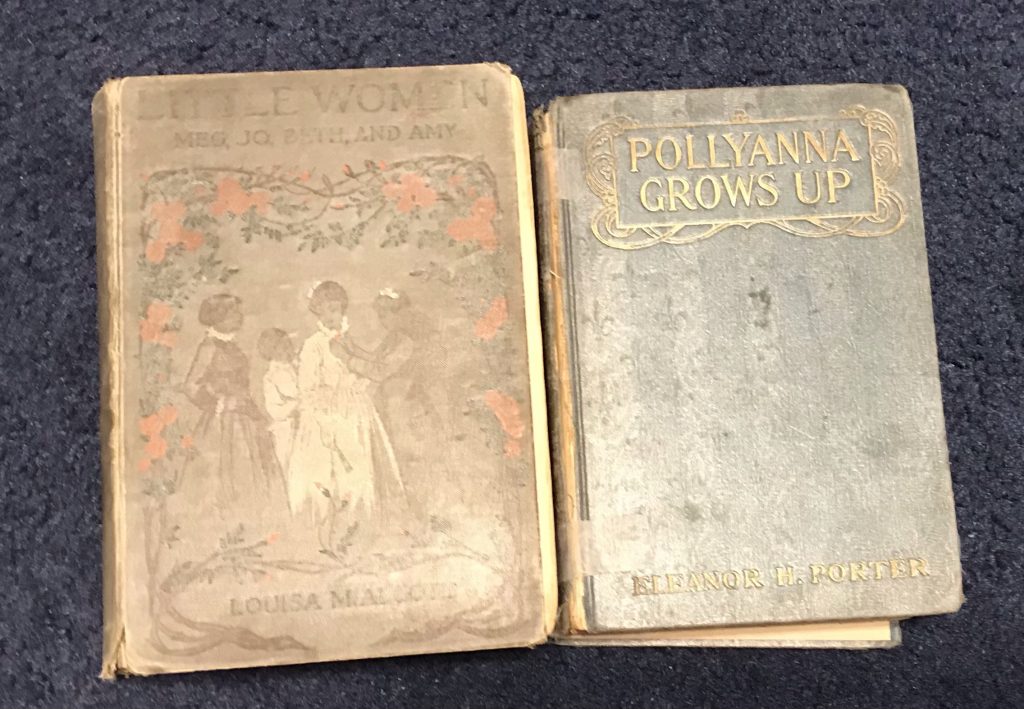 LITTLE WOMEN
MEG, JO, BETH, AND AMY
LOUISA M. ALCOTT
POLLYANNA
GROWS UP
ELEANOR H. PORTER